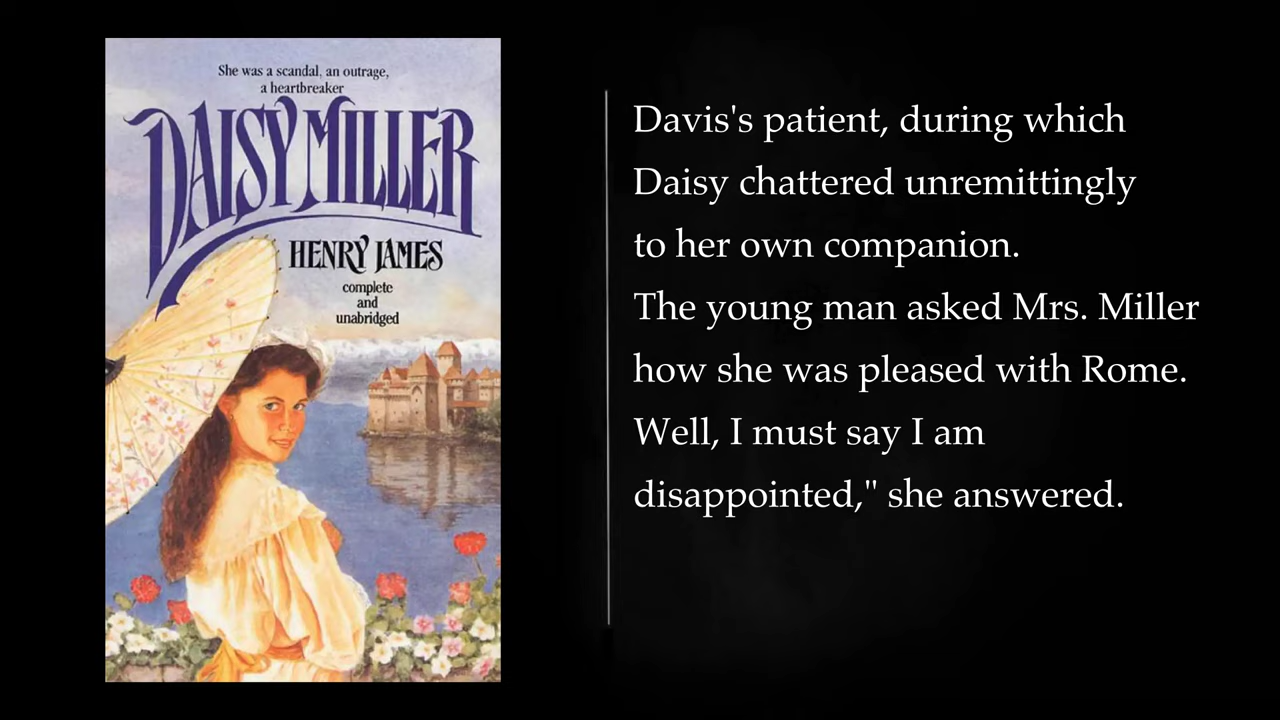 She was a scandal, an outrage,
a heartbreaker
DAISY MILLER
HENRY JAMES
complete
and
unabridged
Davis's patient, during which
Daisy chattered unremittingly
to her own companion.
The young man asked Mrs. Miller
how she was pleased with Rome.
Well, I must say I am
disappointed," she answered.